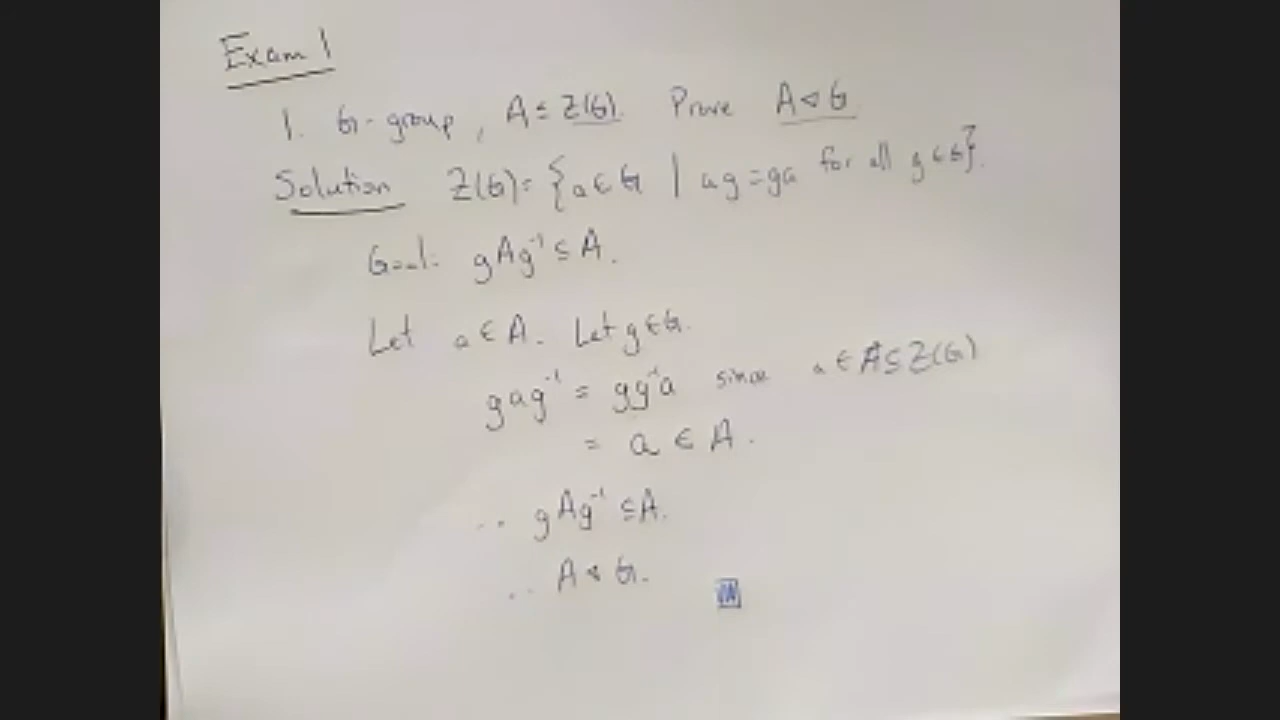 Exam 1
1. G-group, A ≤ Z(G). Prove A ◁ G
Solution Z(G) = {a ∈ G | ag = ga for all g ∈ G}.
Goal: gAg⁻¹ ⊆ A.
Let a ∈ A. Let g ∈ G.
gag⁻¹ = gg⁻¹a since a ∈ A ⊆ Z(G)
= a ∈ A.
∴ gAg⁻¹ ⊆ A.
∴ A ◁ G.